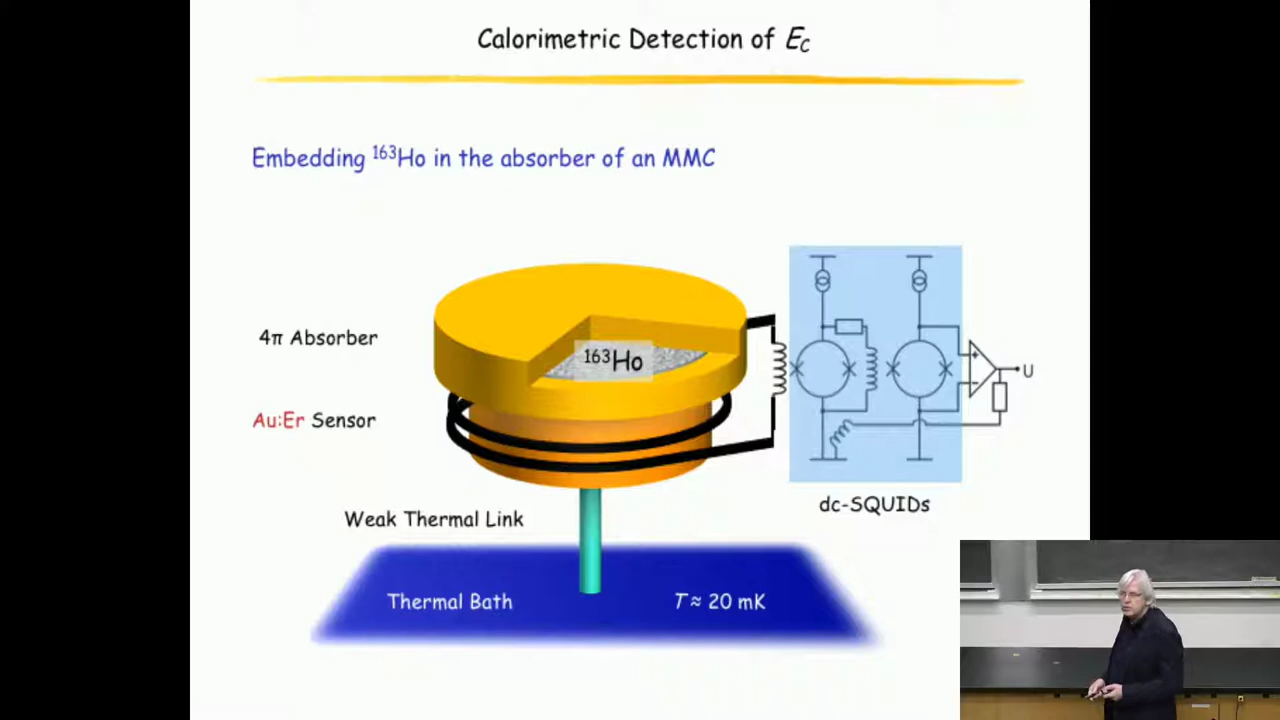 Calorimetric Detection of E_C
Embedding ¹⁶³Ho in the absorber of an MMC
4π Absorber
¹⁶³Ho
Au:Er Sensor
+
−
U
dc-SQUIDs
Weak Thermal Link
Thermal Bath
T ≈ 20 mK